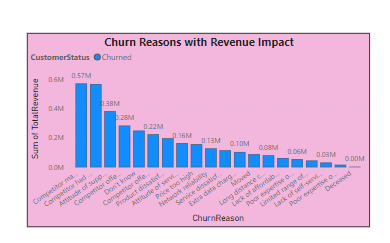 Churn Reasons with Revenue Impact
CustomerStatus Churned
Sum of TotalRevenue
0.6M
0.4M
0.2M
0.0M
0.57M
0.38M
0.28M
0.22M
0.16M
0.13M
0.10M
0.08M
0.06M
0.03M
0.00M
Competitor ma...
Competitor had ...
Attitude of supp...
Competitor offe...
Don't know
Competitor offe...
Product dissatisf...
Attitude of servi...
Price too high
Network reliability
Service dissatisf...
Extra data charg...
Moved
Long distance c...
Lack of affordab...
Poor expertise o...
Limited range of...
Lack of self-servi...
Poor expertise o...
Deceased
ChurnReason